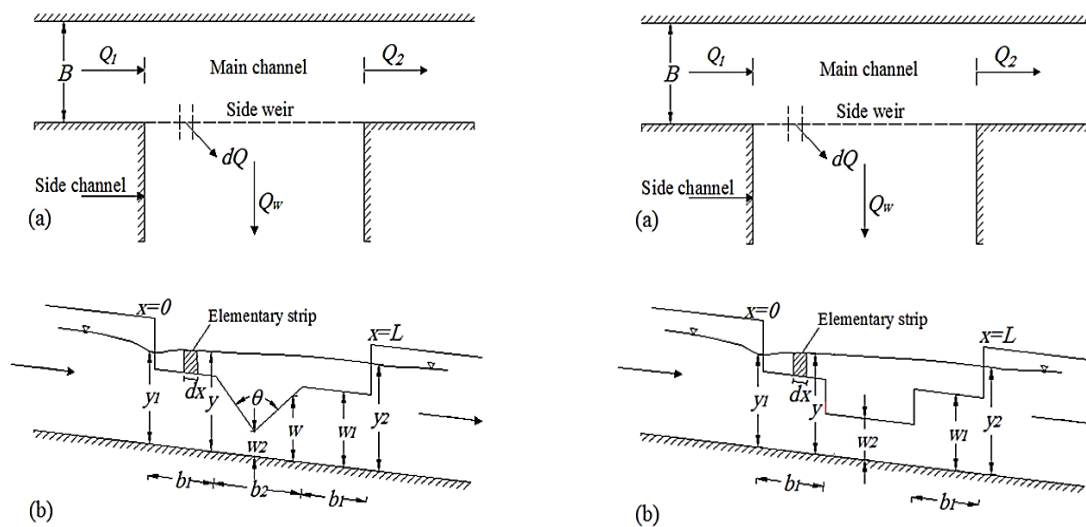 (a)
B
Q1
Main channel
Q2
Side weir
dQ
Side channel
Qw
(b)
x=0
Elementary strip
x=L
dx
θ
y1
y
w2
w
w1
y2
b1
b2
b1
(a)
B
Q1
Main channel
Q2
Side weir
dQ
Side channel
Qw
(b)
x=0
Elementary strip
x=L
dx
y1
y
w2
w1
y2
b1
b1